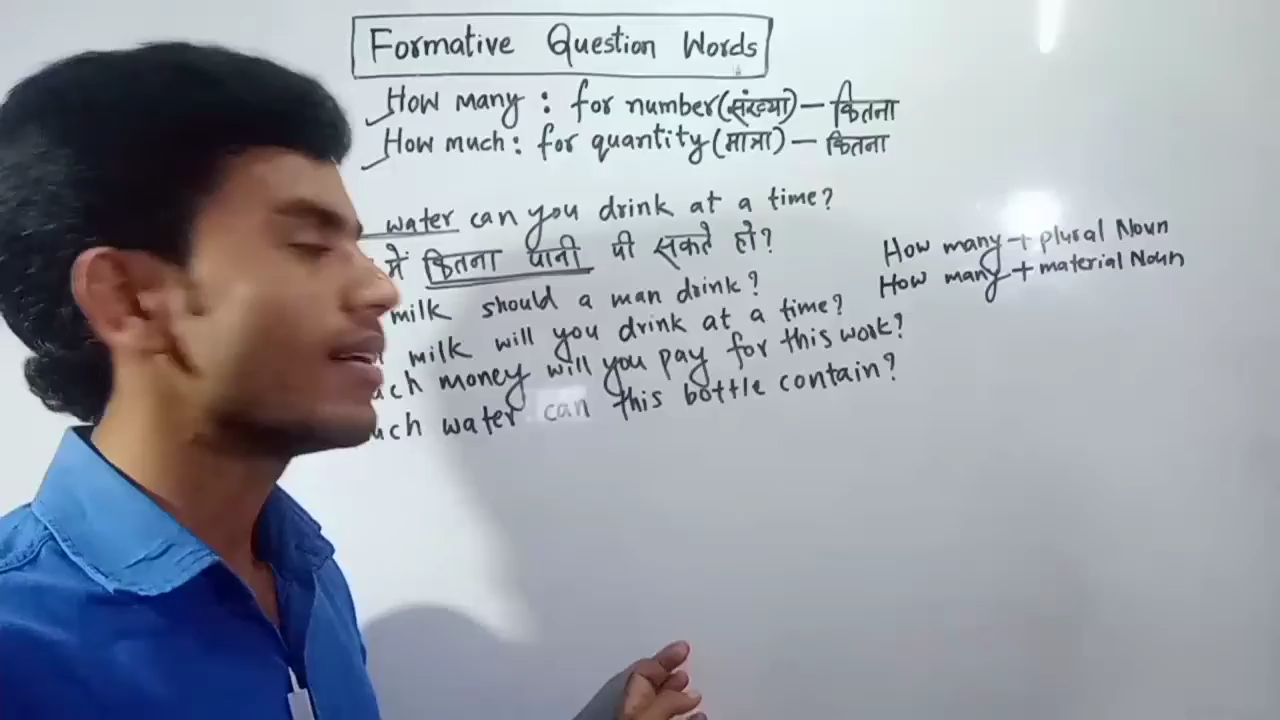 Formative Question Words
How many : for number(संख्या) – कितना
How much : for quantity(मात्रा) – कितना
water can you drink at a time?
में कितना पानी पी सकते हो?
milk should a man drink?
milk will you drink at a time?
uch money will you pay for this work?
uch water can this bottle contain?
How many + plural Noun
How many + material Noun